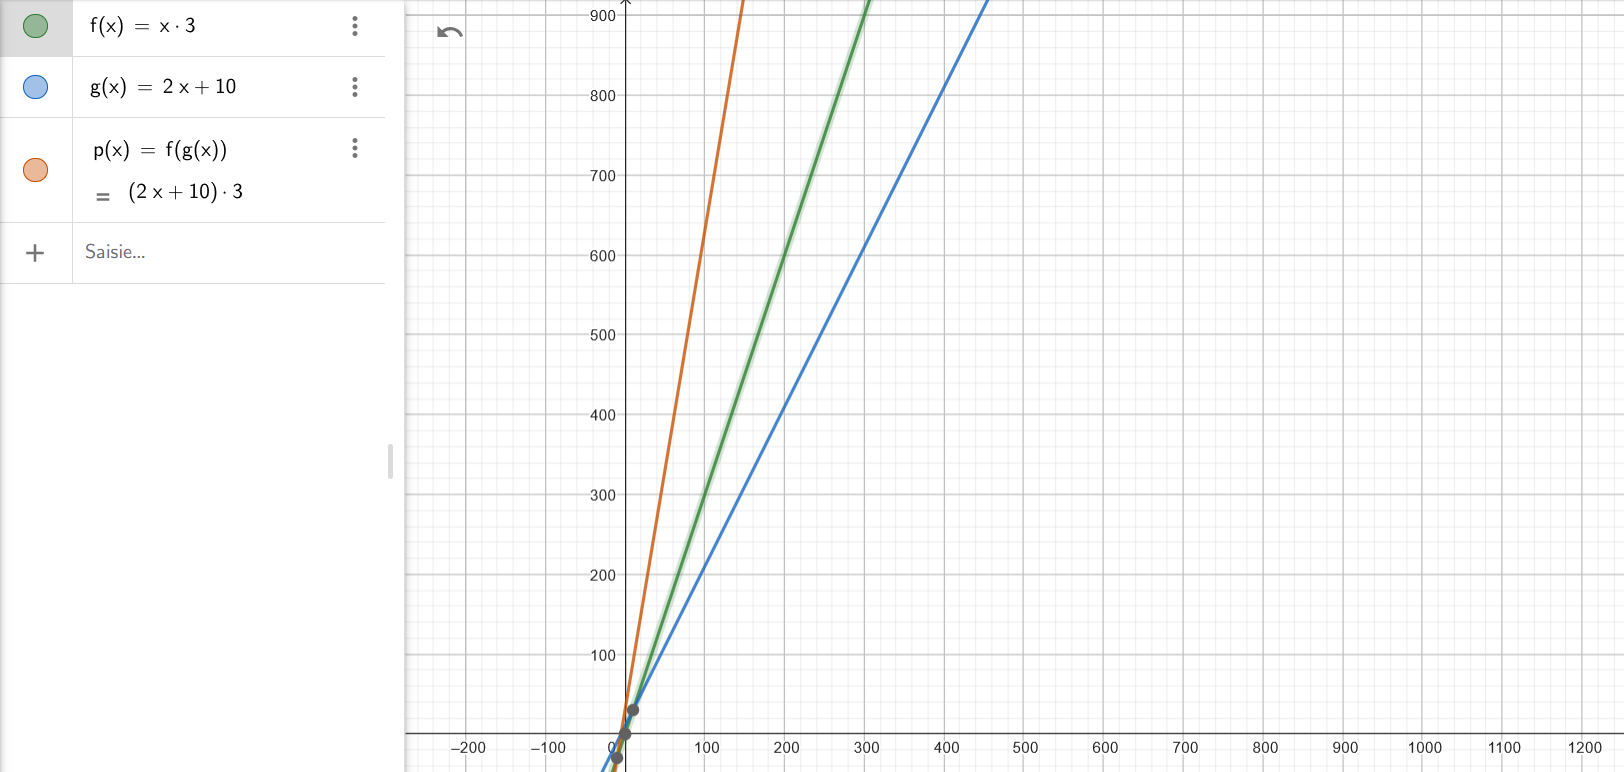 f(x) = x · 3
g(x) = 2 x + 10
p(x) = f(g(x))
= (2 x + 10) · 3
+ Saisie...
900
800
700
600
500
400
300
200
100
–200 –100 0 100 200 300 400 500 600 700 800 900 1000 1100 1200